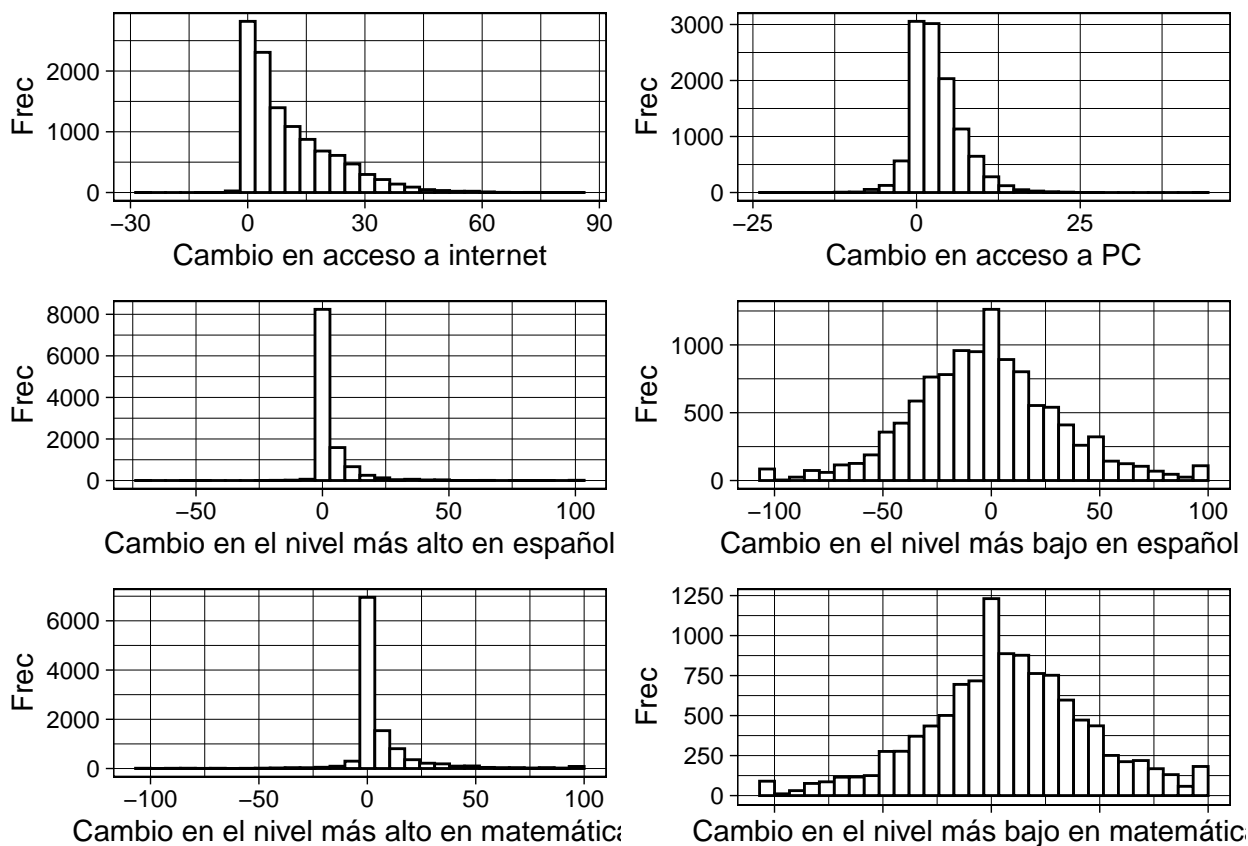 Frec
2000
1000
0
−30 0 30 60 90
Cambio en acceso a internet
Frec
3000
2000
1000
0
−25 0 25
Cambio en acceso a PC
Frec
8000
6000
4000
2000
0
−50 0 50 100
Cambio en el nivel más alto en español
Frec
1000
500
0
−100 −50 0 50 100
Cambio en el nivel más bajo en español
Frec
6000
4000
2000
0
−100 −50 0 50 100
Cambio en el nivel más alto en matemática
Frec
1250
1000
750
500
250
0
Cambio en el nivel más bajo en matemática